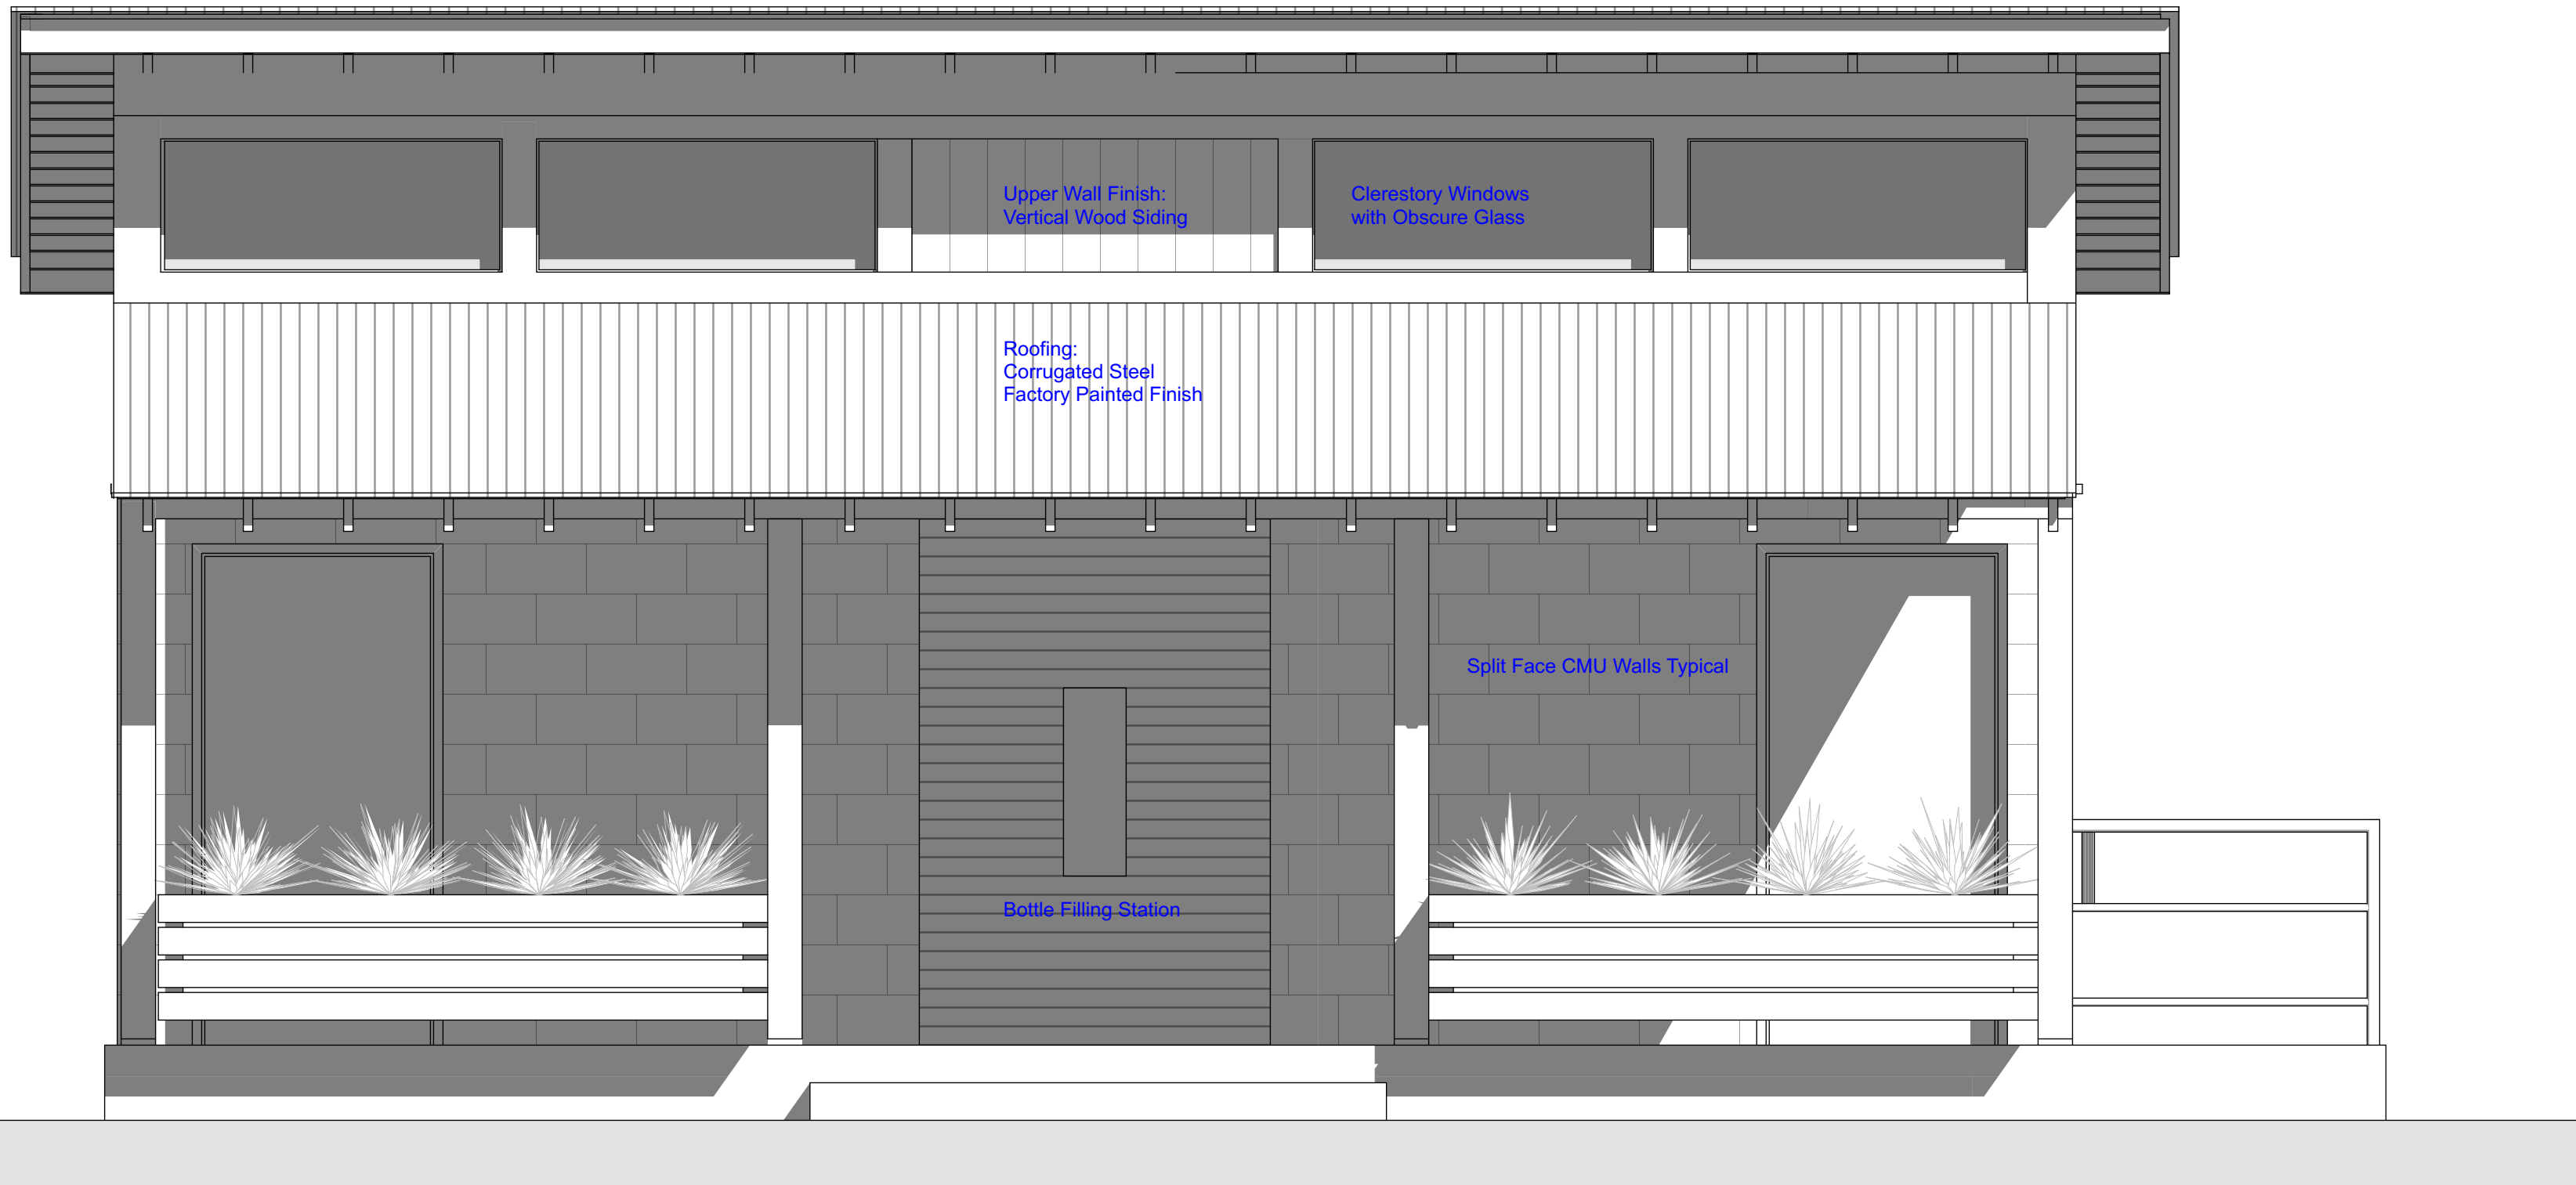 Upper Wall Finish:
Vertical Wood Siding
Clerestory Windows
with Obscure Glass
Roofing:
Corrugated Steel
Factory Painted Finish
Split Face CMU Walls Typical
Bottle Filling Station